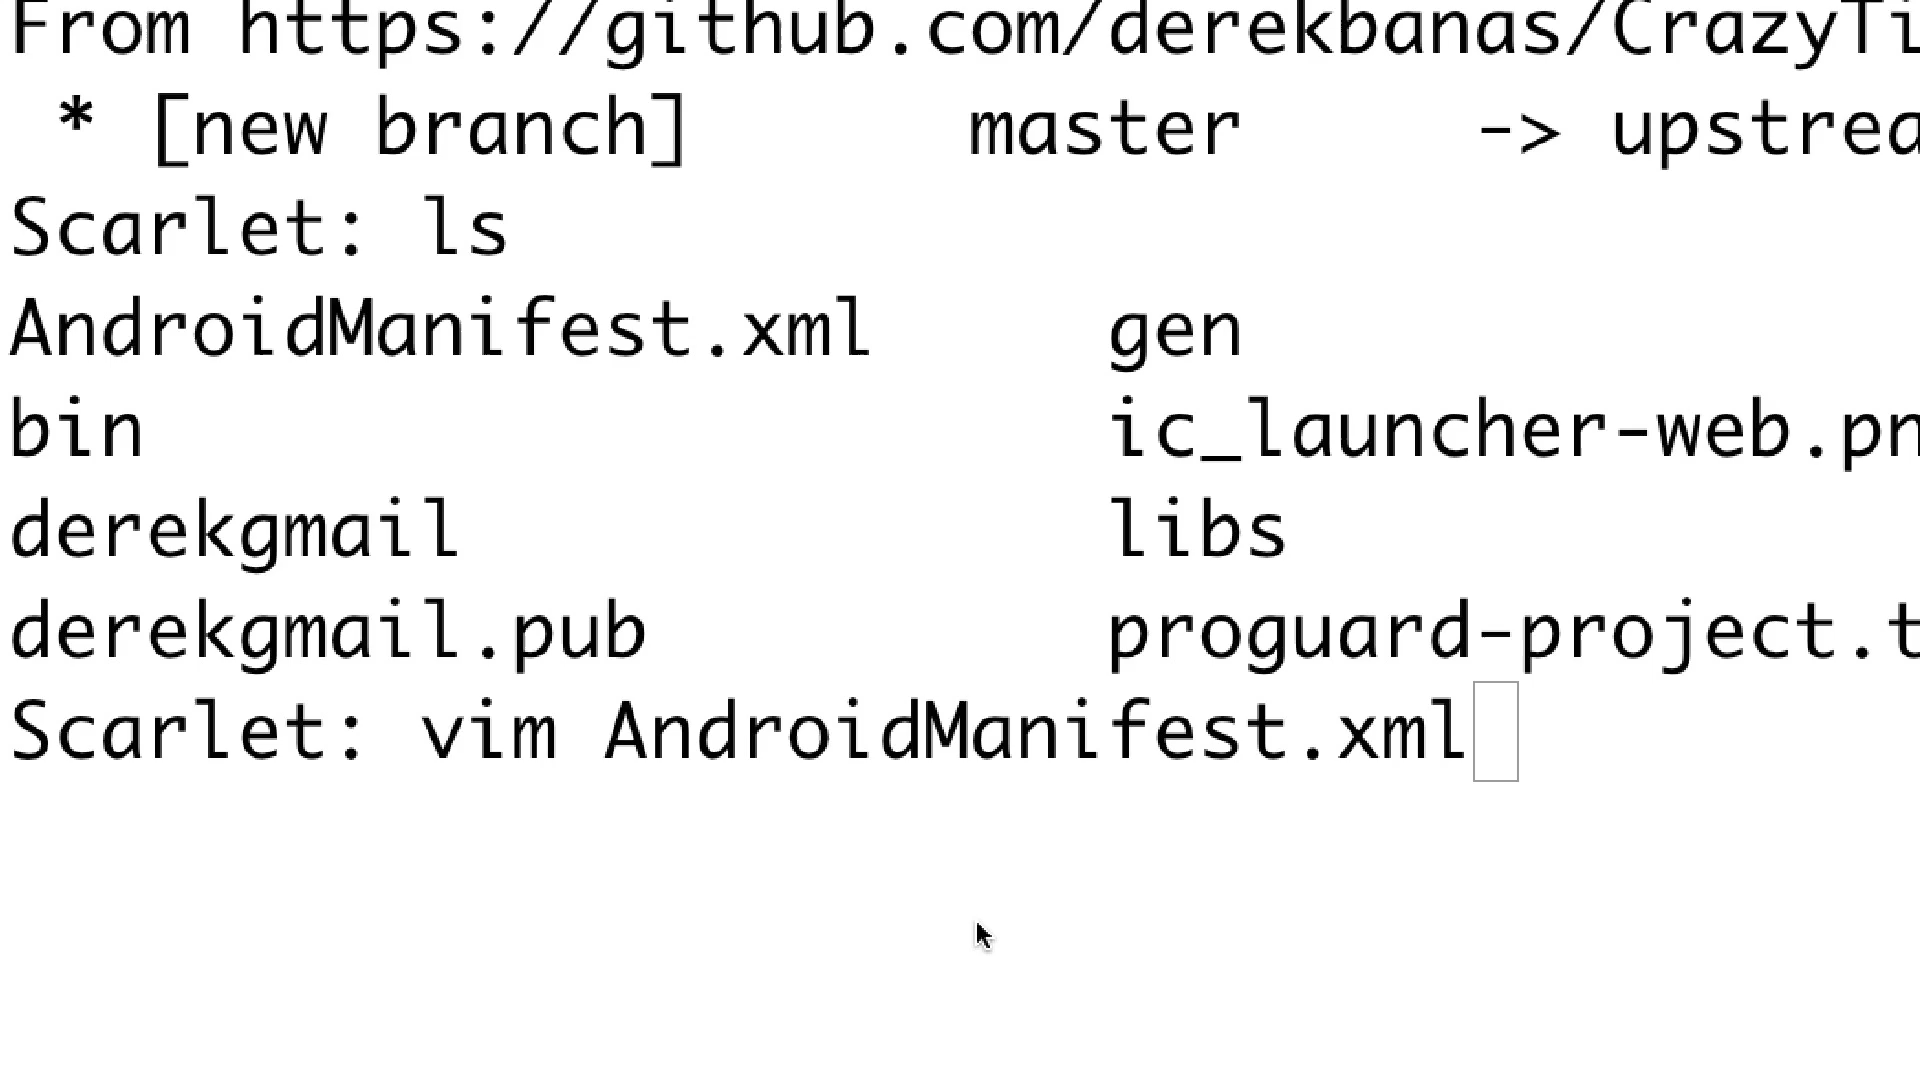 From https://github.com/derekbanas/CrazyTi
* [new branch] master -> upstrea
Scarlet: ls
AndroidManifest.xml gen
bin ic_launcher-web.pn
derekgmail libs
derekgmail.pub proguard-project.t
Scarlet: vim AndroidManifest.xml